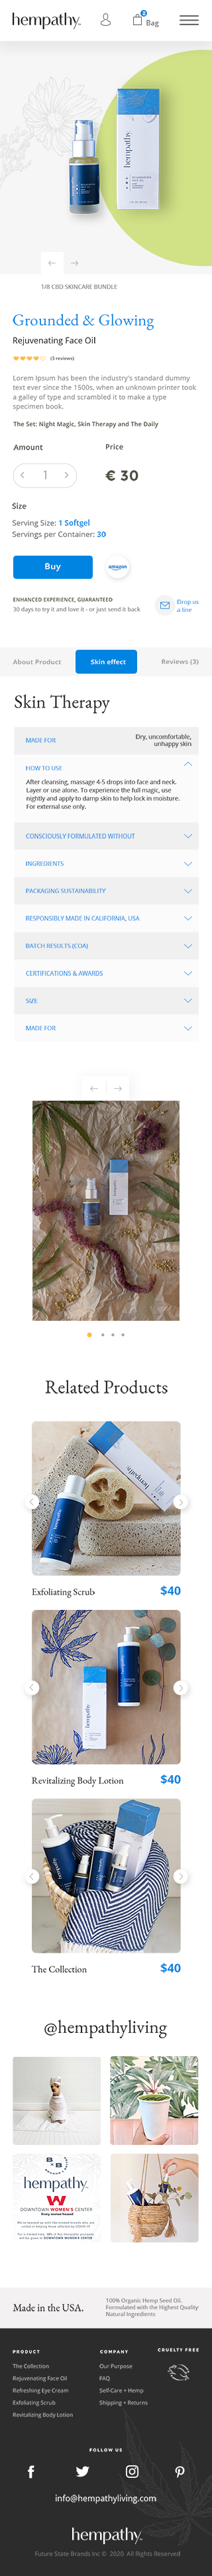 hempathy.
2
Bag
hempathy.
1/8 CBD SKINCARE BUNDLE
Grounded & Glowing
Rejuvenating Face Oil
(3 reviews)
Lorem Ipsum has been the industry's standard dummy
text ever since the 1500s, when an unknown printer took
a galley of type and scrambled it to make a type
specimen book.
The Set: Night Magic, Skin Therapy and The Daily
Amount
Price
1
€ 30
Size
Serving Size: 1 Softgel
Servings per Container: 30
Buy
amazon
ENHANCED EXPERIENCE, GUARANTEED
30 days to try it and love it - or just send it back
Drop us
a line
About Product
Skin effect
Reviews (3)
Skin Therapy
MADE FOR
Dry, uncomfortable,
unhappy skin
HOW TO USE
After cleansing, massage 4-5 drops into face and neck.
Layer or use alone. To experience the full magic, use
nightly and apply to damp skin to help lock in moisture.
For external use only.
CONSCIOUSLY FORMULATED WITHOUT
INGREDIENTS
PACKAGING SUSTAINABILITY
RESPONSIBLY MADE IN CALIFORNIA, USA
BATCH RESULTS (COA)
CERTIFICATIONS & AWARDS
SIZE
MADE FOR
Related Products
hempathy
Exfoliating Scrub
$40
hempathy
Revitalizing Body Lotion
$40
The Collection
$40
@hempathyliving
B B
hempathy.
W
DOWNTOWN WOMEN'S CENTER
Every woman housed
Made in the USA.
100% Organic Hemp Seed Oil.
Formulated with the Highest Quality
Natural Ingredients
PRODUCT
COMPANY
CRUELTY FREE
The Collection
Our Purpose
Rejuvenating Face Oil
FAQ
Refreshing Eye Cream
Self-Care + Hemp
Exfoliating Scrub
Shipping + Returns
Revitalizing Body Lotion
FOLLOW US
info@hempathyliving.com
hempathy.
Future State Brands Inc © 2020 All Rights Reserved